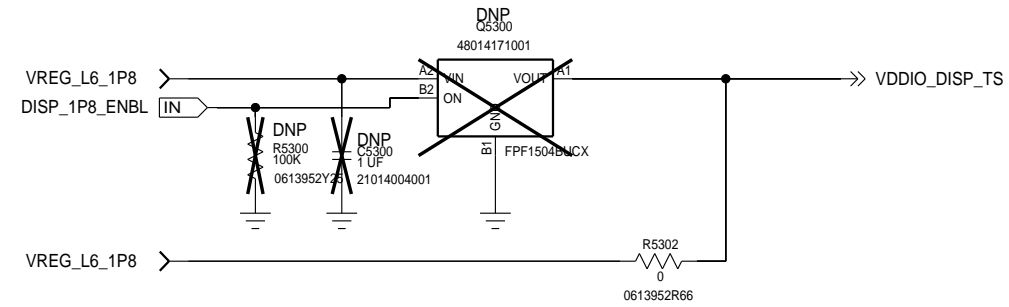 DNP
Q5300
48014171001
VREG_L6_1P8
A2
VIN
VOUT
A1
VDDIO_DISP_TS
DISP_1P8_ENBL
IN
B2
ON
GND
B1
FPF1504BUCX
DNP
R5300
100K
DNP
C5300
1 UF
21014004001
VREG_L6_1P8
R5302
0
0613952R66